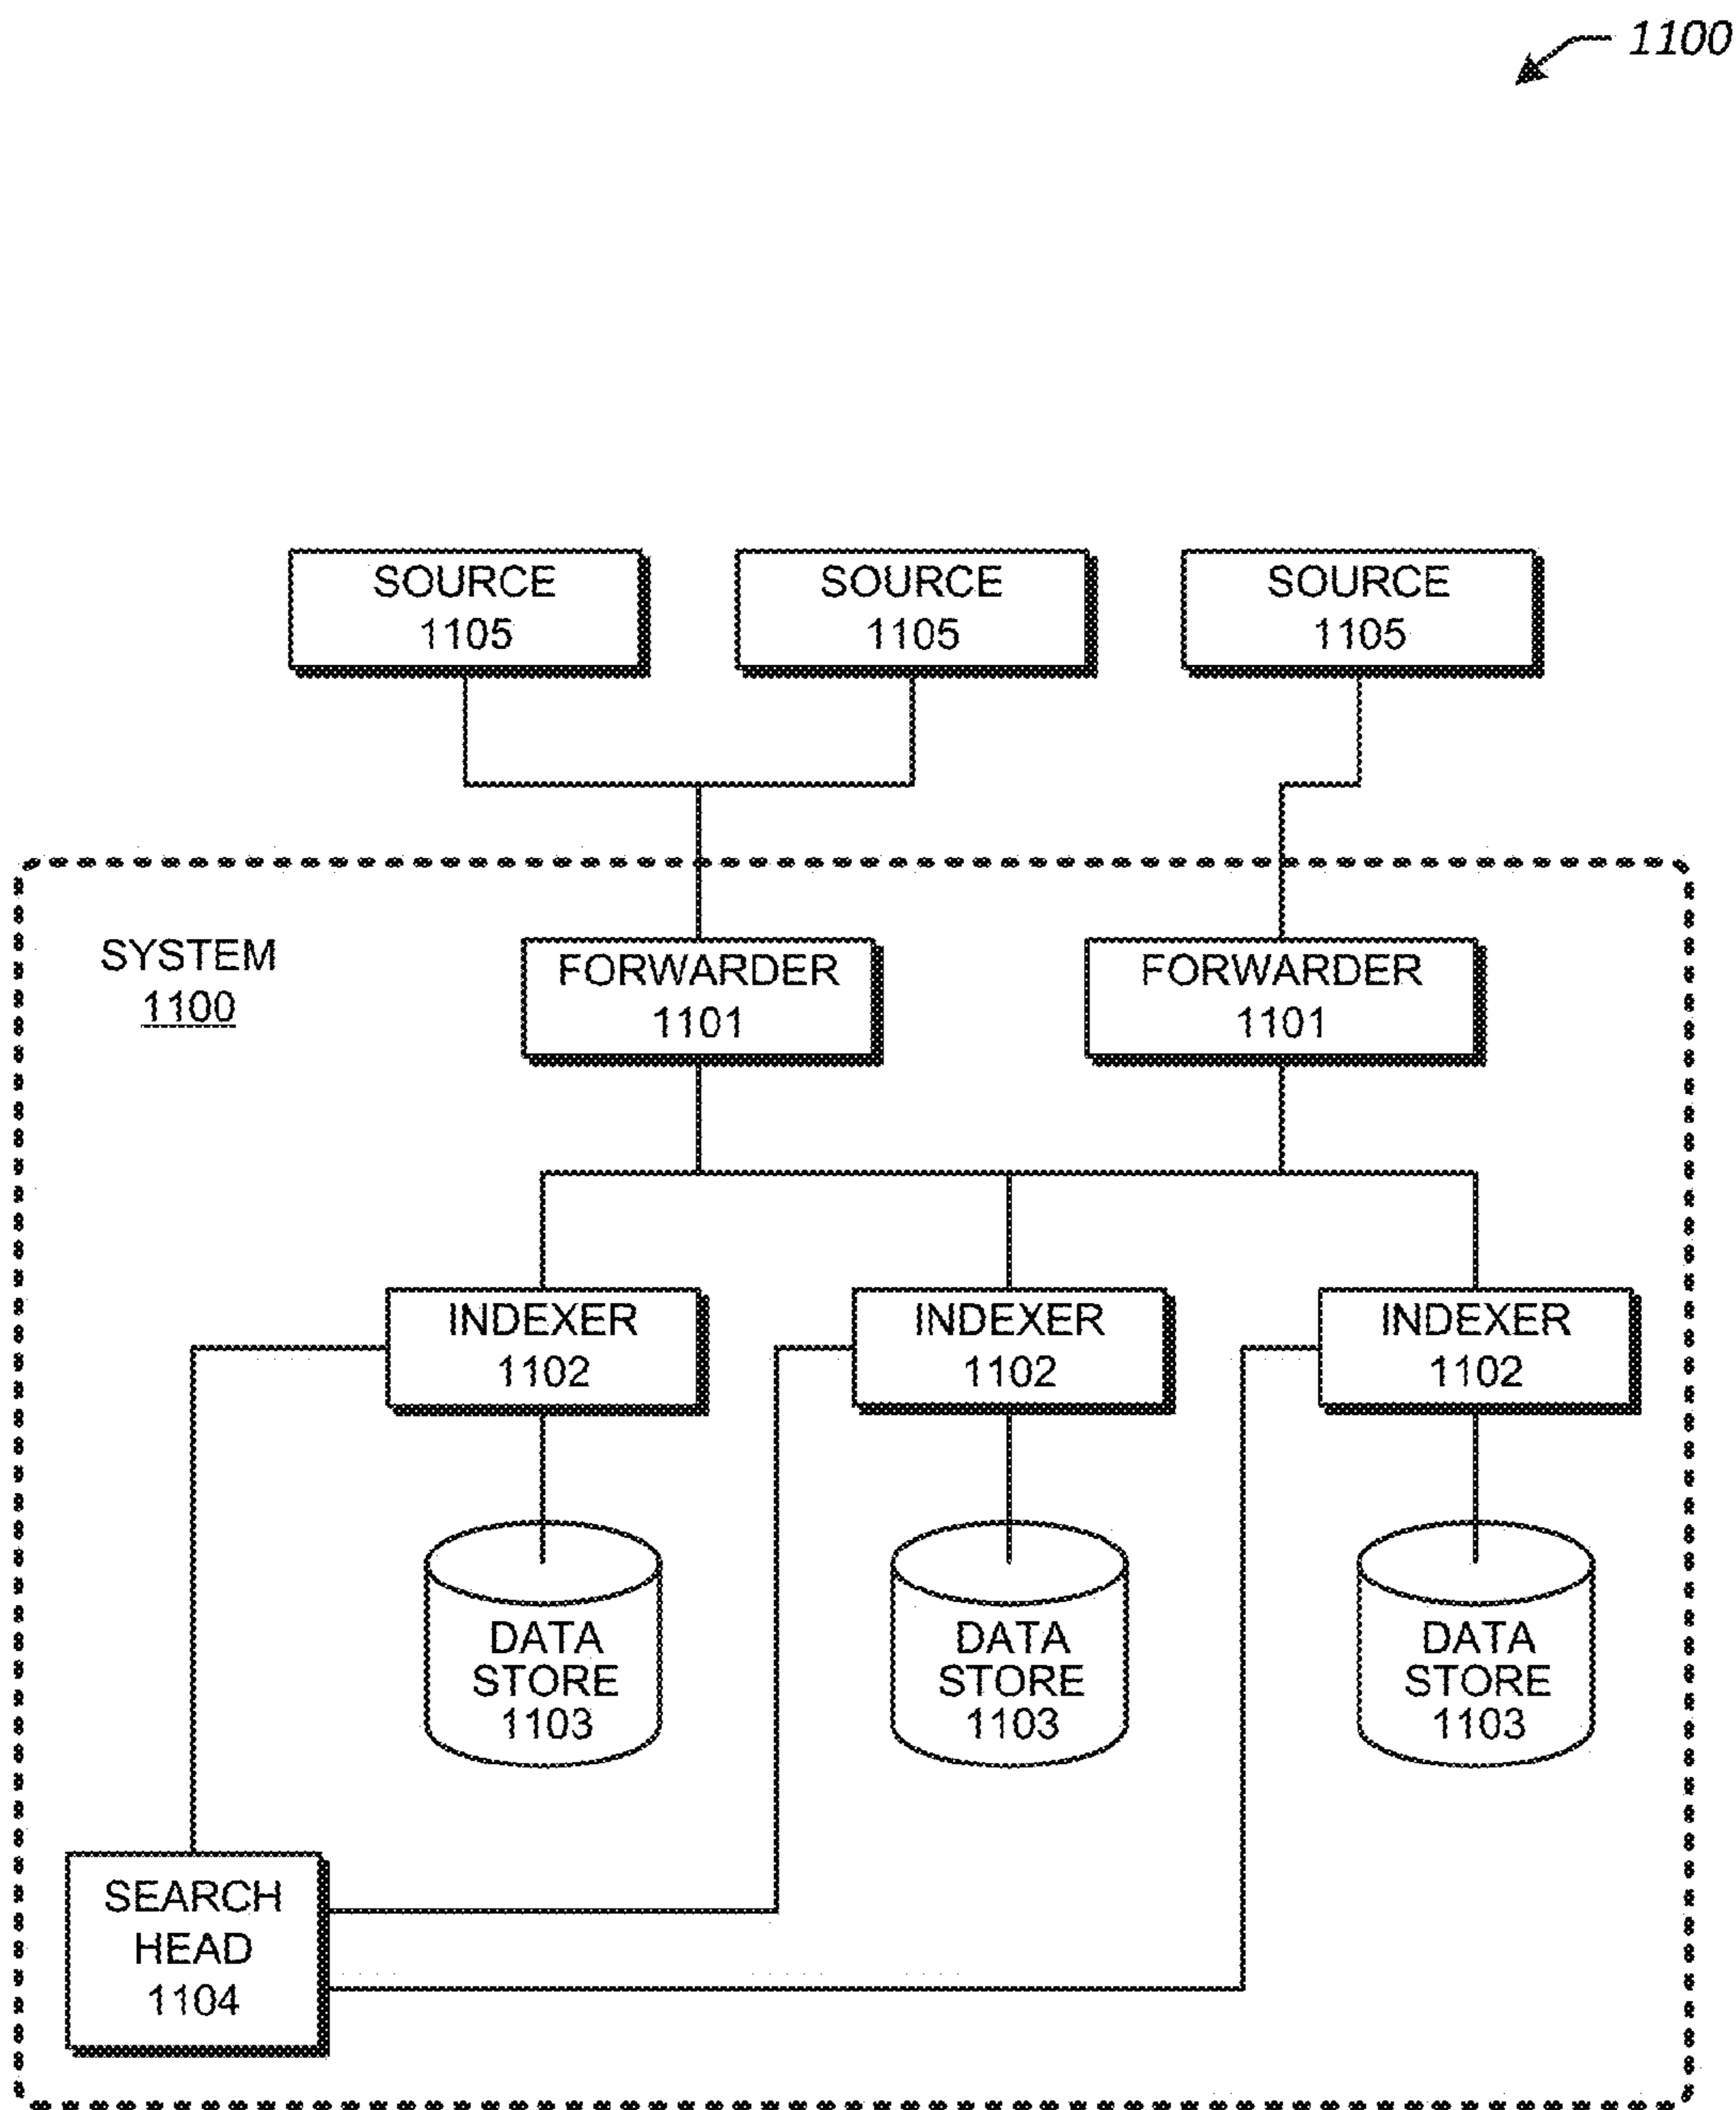 1100
SOURCE
1105
SOURCE
1105
SOURCE
1105
SYSTEM
1100
FORWARDER
1101
FORWARDER
1101
INDEXER
1102
INDEXER
1102
INDEXER
1102
DATA
STORE
1103
DATA
STORE
1103
DATA
STORE
1103
SEARCH
HEAD
1104